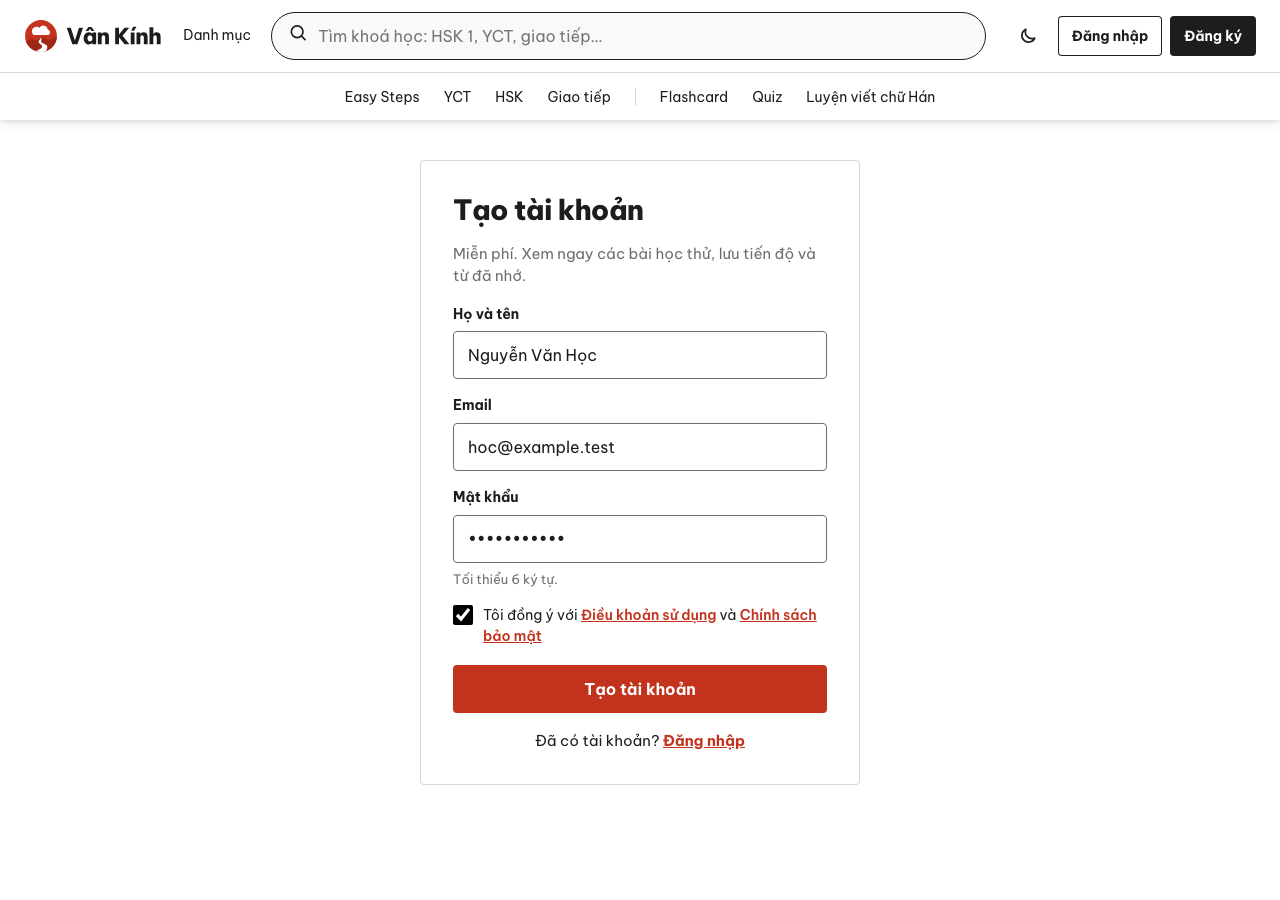 Vân Kính
Danh mục
Tìm khoá học: HSK 1, YCT, giao tiếp...
Đăng nhập
Đăng ký
Easy Steps
YCT
HSK
Giao tiếp
Flashcard
Quiz
Luyện viết chữ Hán
Tạo tài khoản
Miễn phí. Xem ngay các bài học thử, lưu tiến độ và
từ đã nhớ.
Họ và tên
Nguyễn Văn Học
Email
hoc@example.test
Mật khẩu
•••••••••••
Tối thiểu 6 ký tự.
Tôi đồng ý với Điều khoản sử dụng và Chính sách
bảo mật
Tạo tài khoản
Đã có tài khoản? Đăng nhập